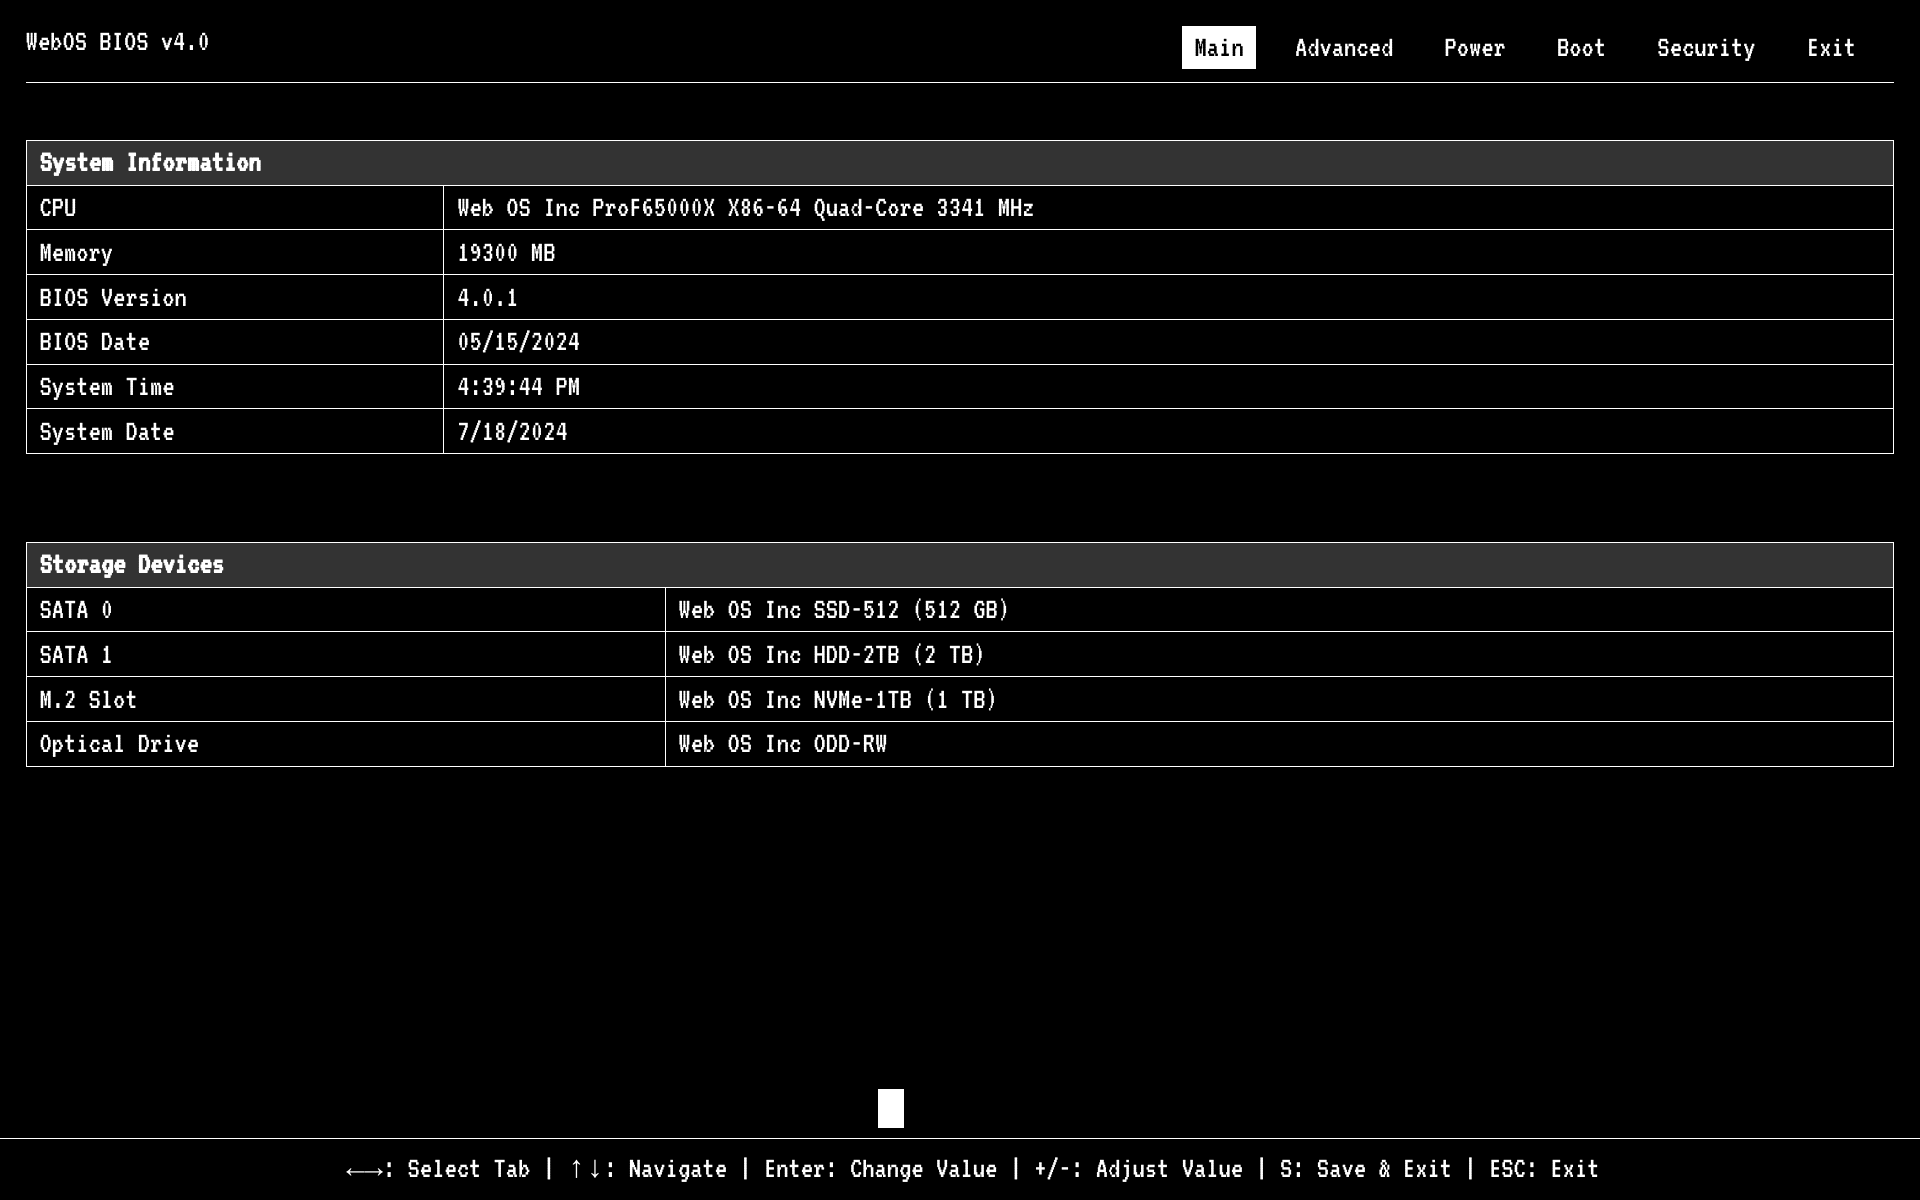 WebOS BIOS v4.0
Main Advanced Power Boot Security Exit
System Information
CPU Web OS Inc ProF65000X X86-64 Quad-Core 3341 MHz
Memory 19300 MB
BIOS Version 4.0.1
BIOS Date 05/15/2024
System Time 4:39:44 PM
System Date 7/18/2024
Storage Devices
SATA 0 Web OS Inc SSD-512 (512 GB)
SATA 1 Web OS Inc HDD-2TB (2 TB)
M.2 Slot Web OS Inc NVMe-1TB (1 TB)
Optical Drive Web OS Inc ODD-RW
←→: Select Tab | ↑↓: Navigate | Enter: Change Value | +/-: Adjust Value | S: Save & Exit | ESC: Exit